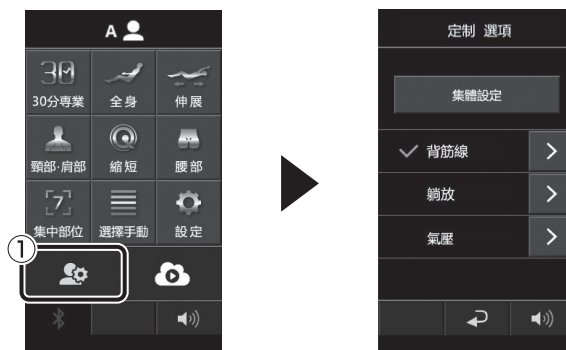 A
30分專業
全身
伸展
頸部·肩部
縮短
腰部
7
集中部位
選擇手動
設定
①
定制 選項
集體設定
背筋線
躺放
氣壓